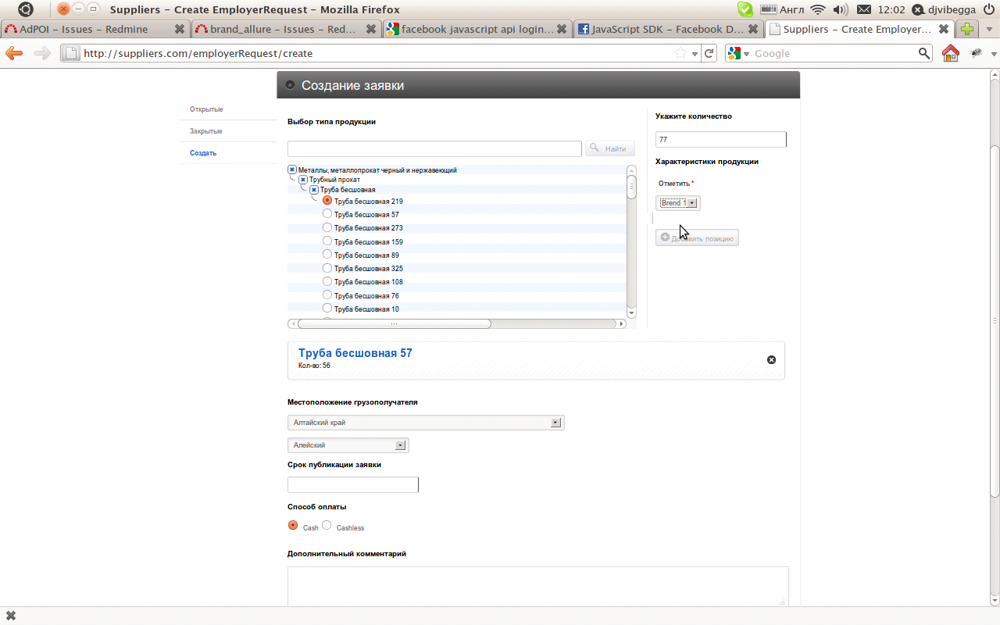 Suppliers – Create EmployerRequest – Mozilla Firefox
Англ
12:02
djvibegga
AdPOI – Issues – Redmine
brand_allure – Issues – Red...
facebook javascript api login...
JavaScript SDK – Facebook D...
Suppliers – Create Employer...
http://suppliers.com/employerRequest/create
Google
Создание заявки
Открытые
Закрытые
Создать
Выбор типа продукции
Найти
Металлы, металлопрокат черный и нержавеющий
Трубный прокат
Труба бесшовная
Труба бесшовная 219
Труба бесшовная 57
Труба бесшовная 273
Труба бесшовная 159
Труба бесшовная 89
Труба бесшовная 325
Труба бесшовная 108
Труба бесшовная 76
Труба бесшовная 10
Укажите количество
77
Характеристики продукции
Отметить *
Brend 1
Добавить позицию
Труба бесшовная 57
Кол-во: 56
Местоположение грузополучателя
Алтайский край
Алейский
Срок публикации заявки
Способ оплаты
Cash
Cashless
Дополнительный комментарий